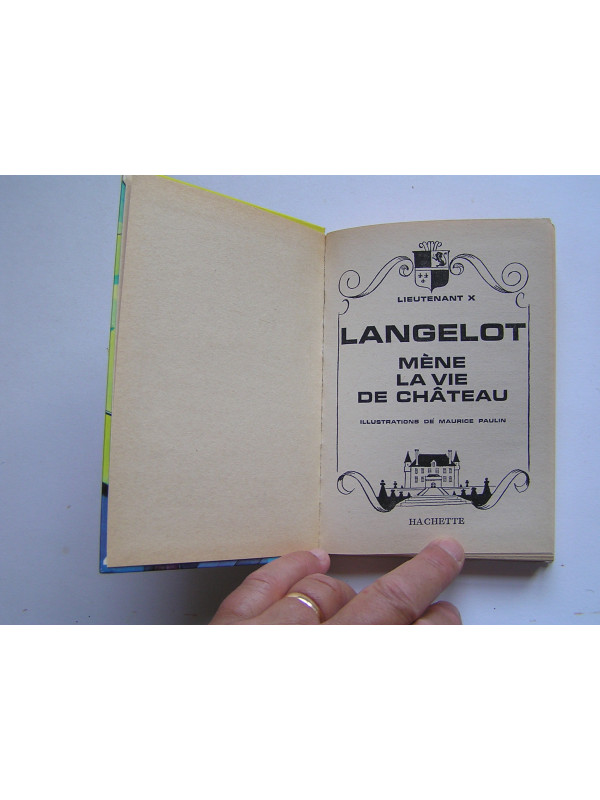 LIEUTENANT X
LANGELOT
MÈNE
LA VIE
DE CHÂTEAU
ILLUSTRATIONS DE MAURICE PAULIN
HACHETTE